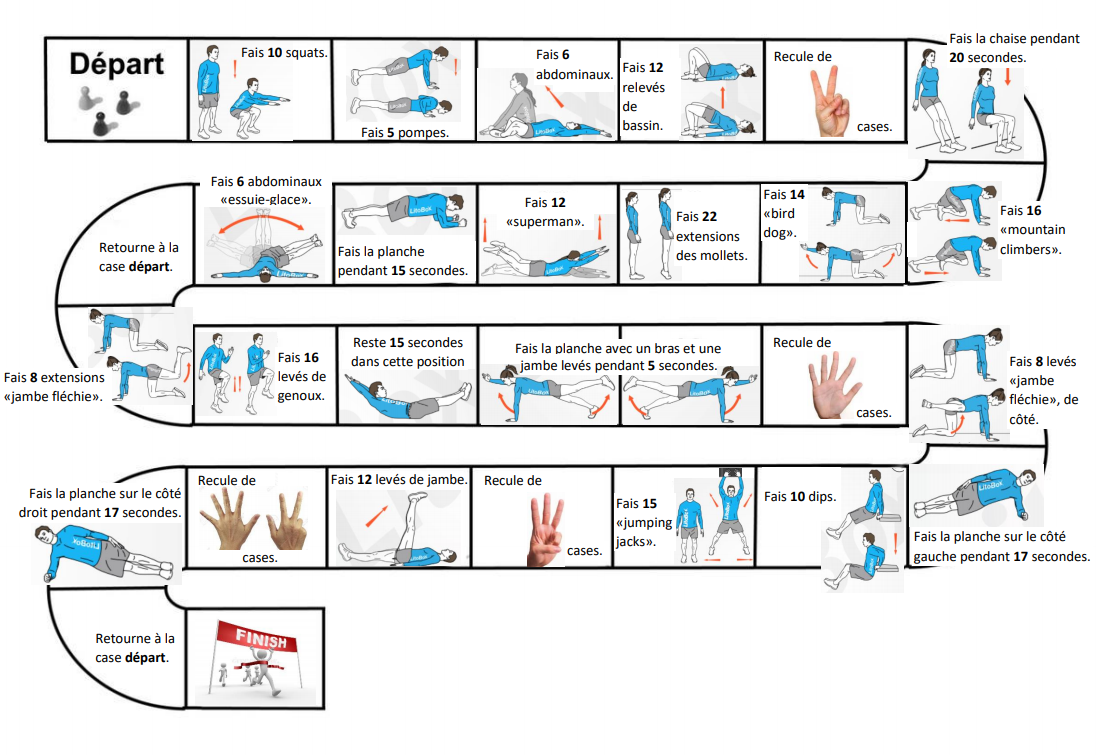 Départ
Fais 10 squats.
Fais 5 pompes.
Fais 6
abdominaux.
Fais 12
relevés
de
bassin.
Recule de
cases.
Fais la chaise pendant
20 secondes.
Fais 16
«mountain
climbers».
Fais 14
«bird
dog».
Fais 22
extensions
des mollets.
Fais 12
«superman».
Fais la planche
pendant 15 secondes.
Fais 6 abdominaux
«essuie-glace».
Retourne à la
case départ.
Fais 8 extensions
«jambe fléchie».
Fais 16
levés de
genoux.
Reste 15 secondes
dans cette position
Fais la planche avec un bras et une
jambe levés pendant 5 secondes.
Recule de
cases.
Fais 8 levés
«jambe
fléchie», de
côté.
Fais la planche sur le côté
gauche pendant 17 secondes.
Fais 10 dips.
Fais 15
«jumping
jacks».
Recule de
cases.
Fais 12 levés de jambe.
Recule de
cases.
Fais la planche sur le côté
droit pendant 17 secondes.
Retourne à la
case départ.
FINISH